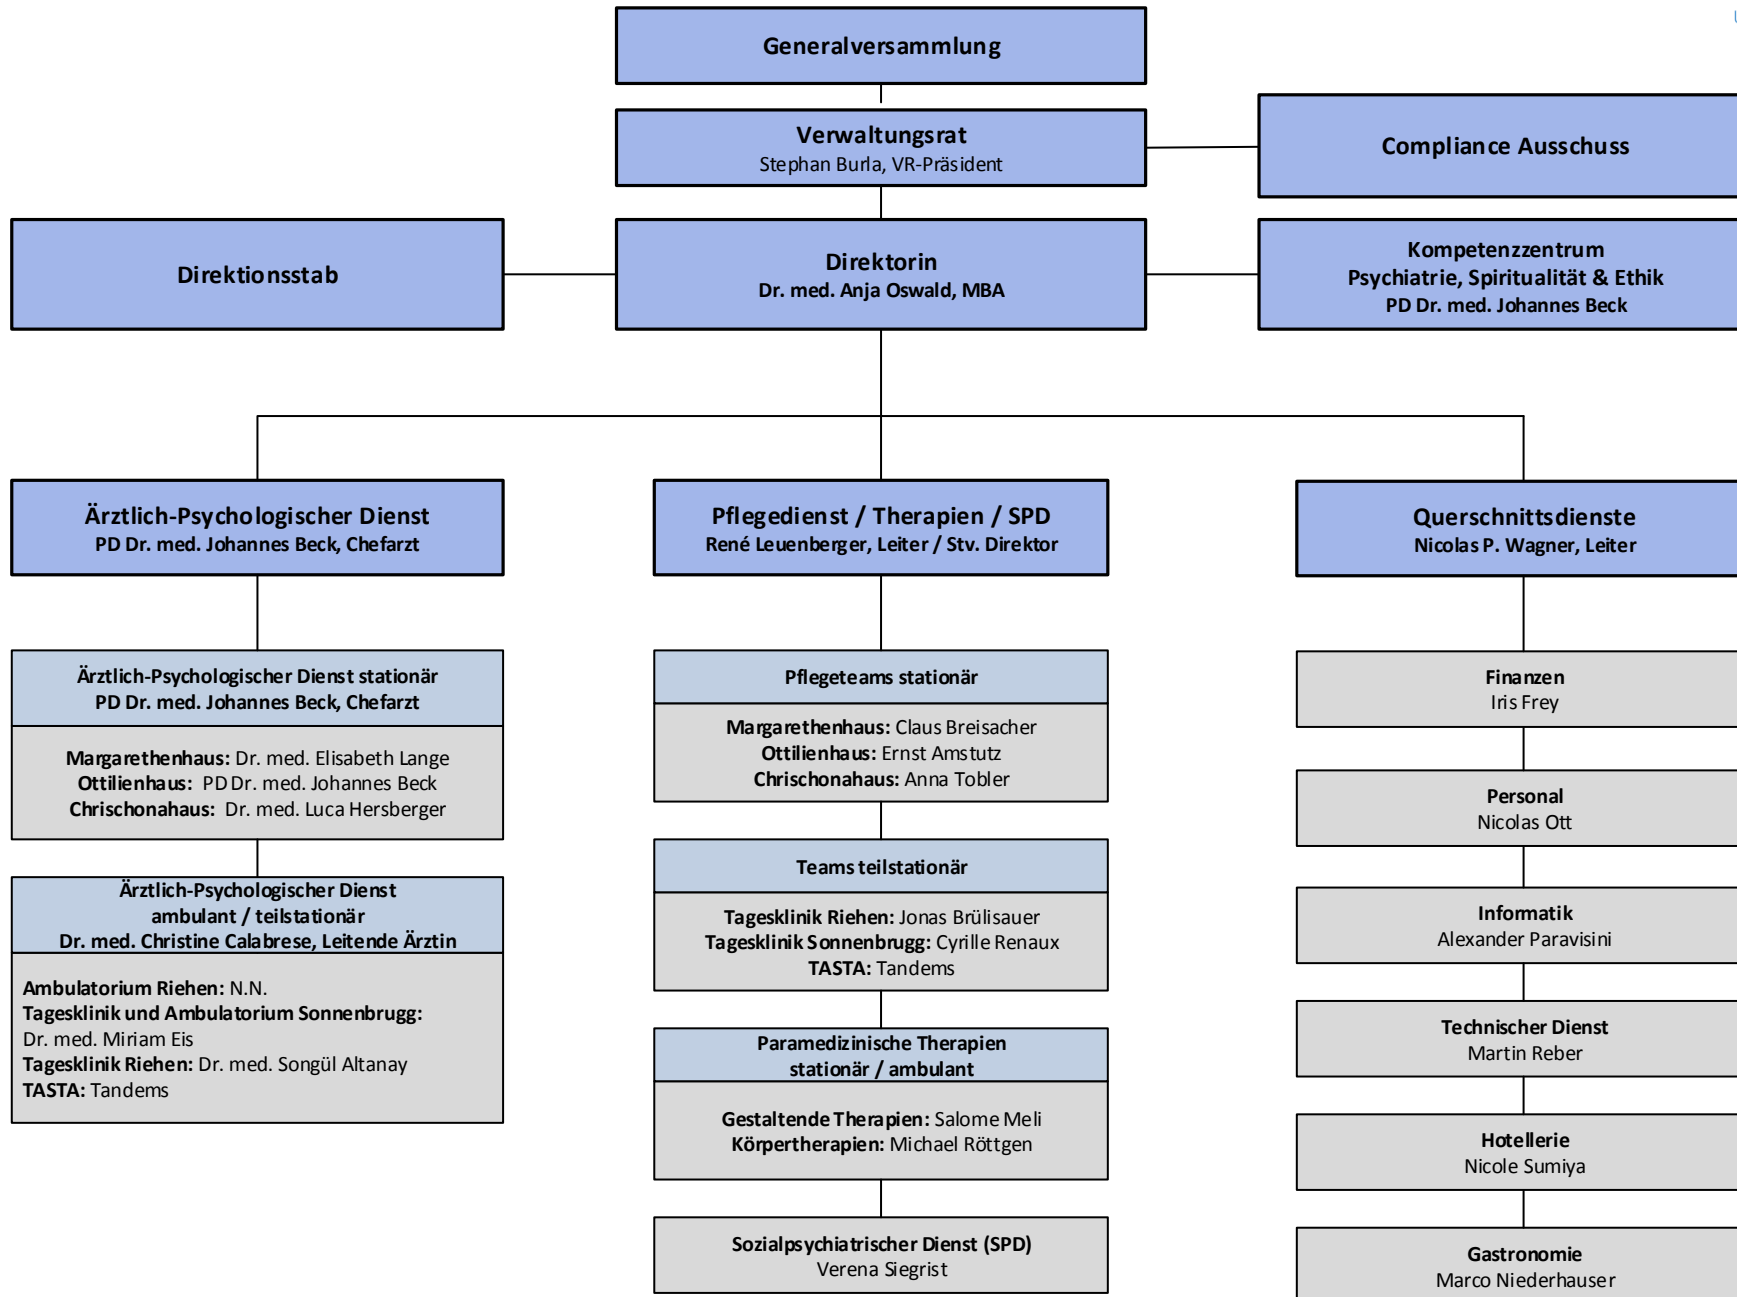 Generalversammlung
Verwaltungsrat
Stephan Burla, VR-Präsident
Compliance Ausschuss
Direktionsstab
Direktorin
Dr. med. Anja Oswald, MBA
Kompetenzzentrum
Psychiatrie, Spiritualität & Ethik
PD Dr. med. Johannes Beck
Ärztlich-Psychologischer Dienst
PD Dr. med. Johannes Beck, Chefarzt
Ärztlich-Psychologischer Dienst stationär
PD Dr. med. Johannes Beck, Chefarzt
Margarethenhaus: Dr. med. Elisabeth Lange
Ottilienhaus: PD Dr. med. Johannes Beck
Chrischonahaus: Dr. med. Luca Hersberger
Ärztlich-Psychologischer Dienst
ambulant / teilstationär
Dr. med. Christine Calabrese, Leitende Ärztin
Ambulatorium Riehen: N.N.
Tagesklinik und Ambulatorium Sonnenbrugg:
Dr. med. Miriam Eis
Tagesklinik Riehen: Dr. med. Songül Altanay
TASTA: Tandems
Pflegedienst / Therapien / SPD
René Leuenberger, Leiter / Stv. Direktor
Pflegeteams stationär
Margarethenhaus: Claus Breisacher
Ottilienhaus: Ernst Amstutz
Chrischonahaus: Anna Tobler
Teams teilstationär
Tagesklinik Riehen: Jonas Brülisauer
Tagesklinik Sonnenbrugg: Cyrille Renaux
TASTA: Tandems
Paramedizinische Therapien
stationär / ambulant
Gestaltende Therapien: Salome Meli
Körpertherapien: Michael Röttgen
Sozialpsychiatrischer Dienst (SPD)
Verena Siegrist
Querschnittsdienste
Nicolas P. Wagner, Leiter
Finanzen
Iris Frey
Personal
Nicolas Ott
Informatik
Alexander Paravisini
Technischer Dienst
Martin Reber
Hotellerie
Nicole Sumiya
Gastronomie
Marco Niederhauser